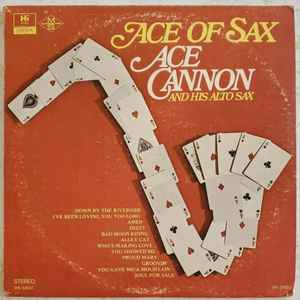 Hi
ACE OF SAX
ACE
CANNON
AND HIS ALTO SAX
DOWN BY THE RIVERSIDE
I'VE BEEN LOVING YOU TOO LONG
AMEN
DIZZY
BAD MOON RISING
ALLEY CAT
WHO'S MAKING LOVE
YOU SHOWED ME
PROUD MARY
GROOVIN'
YOU GAVE ME A MOUNTAIN
SOUL FOR SALE
STEREO